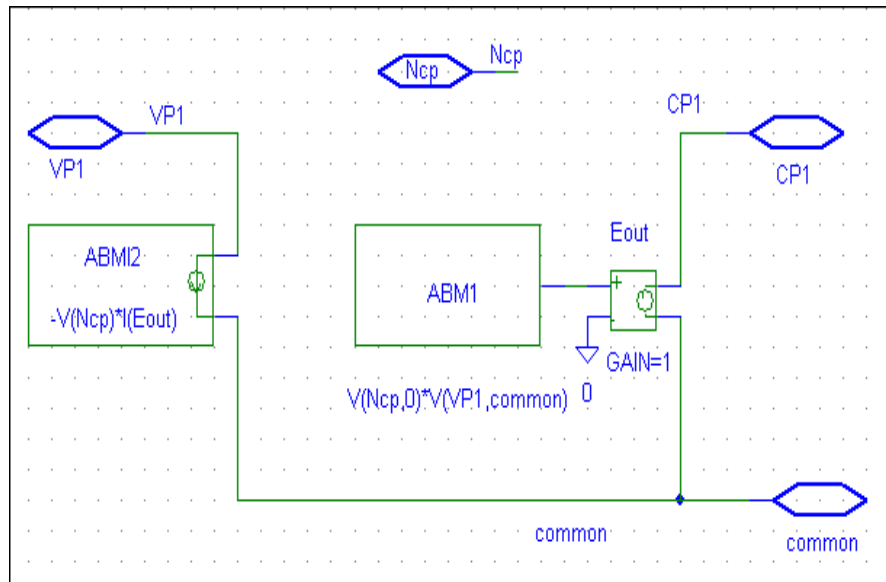 Ncp
Ncp
VP1
CP1
VP1
CP1
Eout
ABMI2
ABM1
+
-V(Ncp)*I(Eout)
-
GAIN=1
V(Ncp,0)*V(VP1,common)
0
common
common